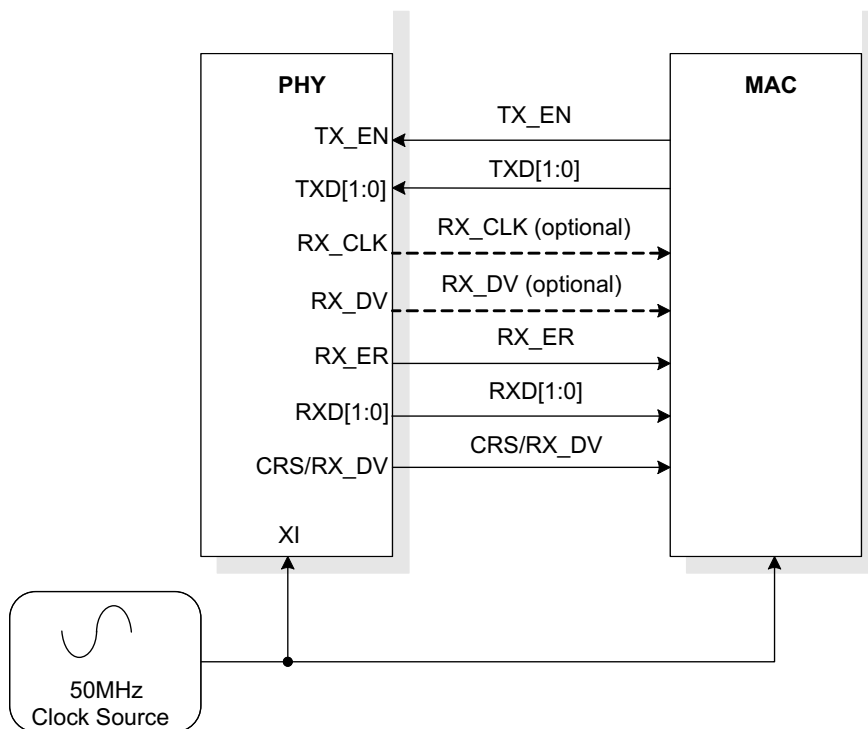 PHY
MAC
TX_EN
TX_EN
TXD[1:0]
TXD[1:0]
RX_CLK
RX_CLK (optional)
RX_DV
RX_DV (optional)
RX_ER
RX_ER
RXD[1:0]
RXD[1:0]
CRS/RX_DV
CRS/RX_DV
XI
50MHz
Clock Source